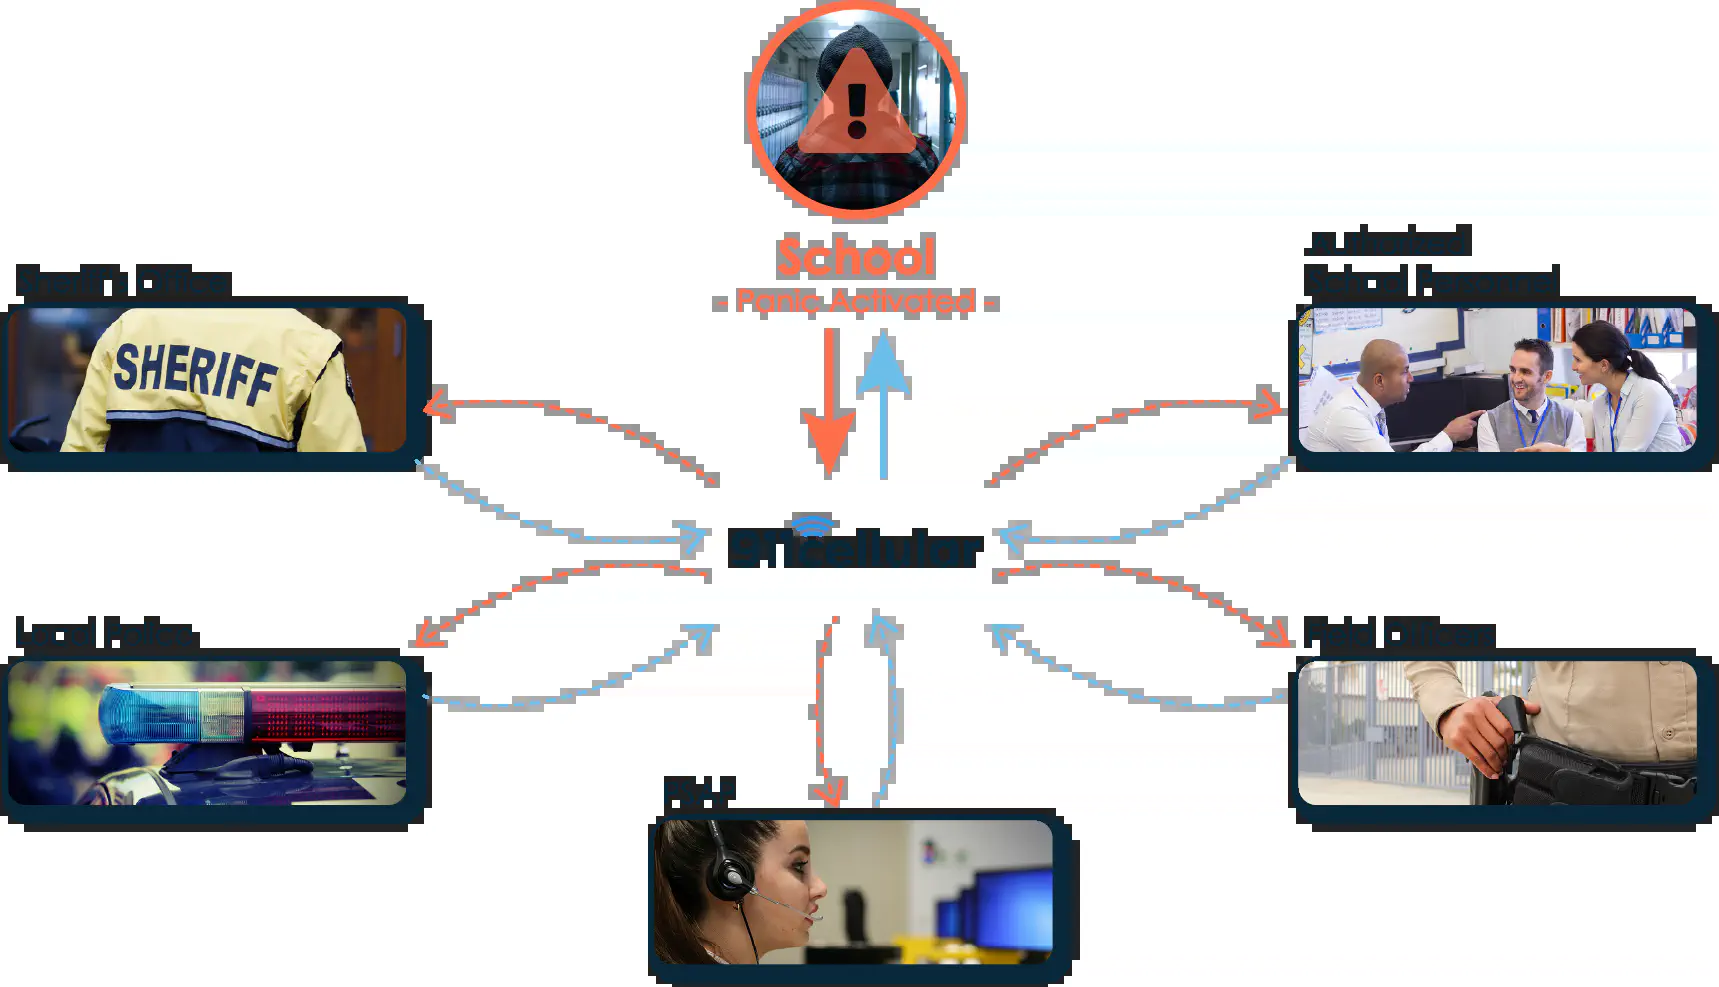 School
- Panic Activated -
Sheriff's Office
SHERIFF
Authorized
School Personnel
911cellular
Local Police
Field Officers
PSAP